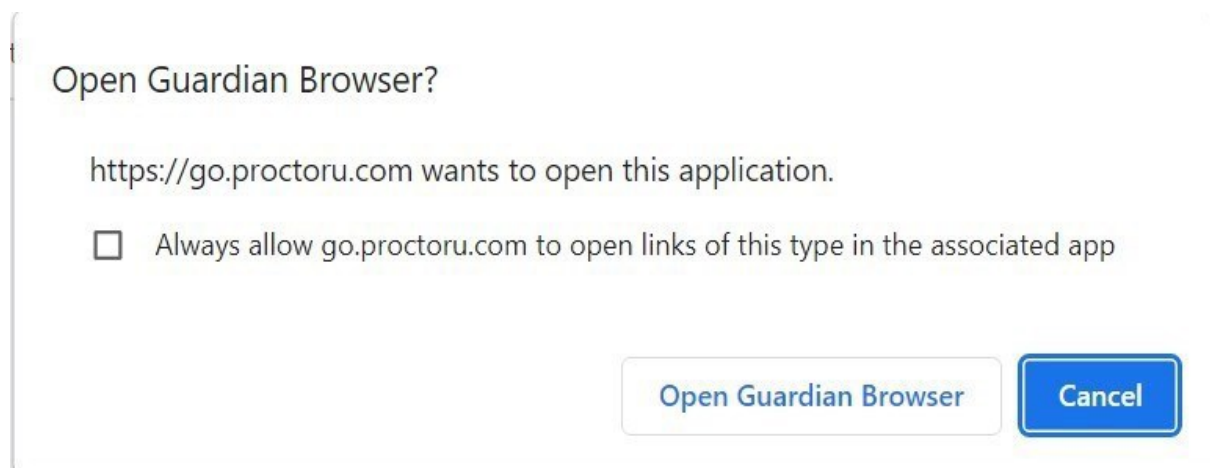 Open Guardian Browser?
https://go.proctoru.com wants to open this application.
Always allow go.proctoru.com to open links of this type in the associated app
Open Guardian Browser Cancel